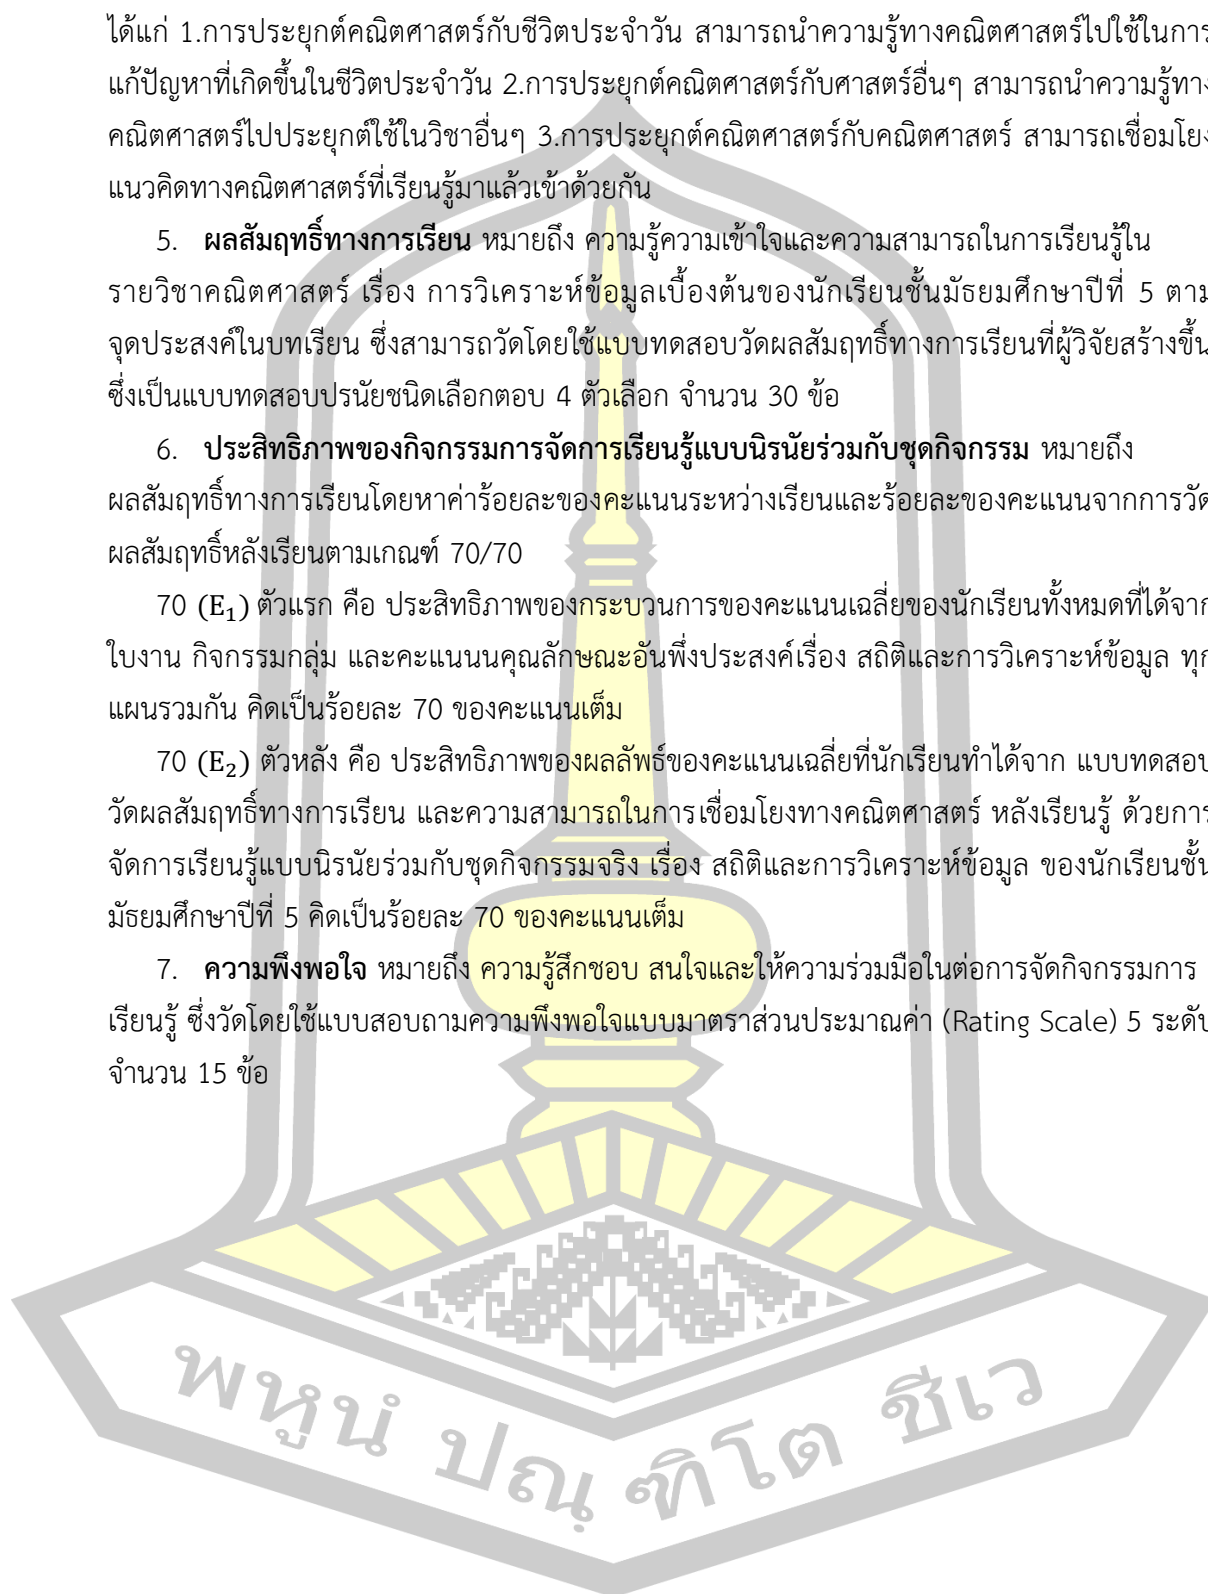 ได้แก่ 1.การประยุกต์คณิตศาสตร์กับชีวิตประจำวัน สามารถนำความรู้ทางคณิตศาสตร์ไปใช้ในการ
แก้ปัญหาที่เกิดขึ้นในชีวิตประจำวัน 2.การประยุกต์คณิตศาสตร์กับศาสตร์อื่นๆ สามารถนำความรู้ทาง
คณิตศาสตร์ไปประยุกต์ใช้ในวิชาอื่นๆ 3.การประยุกต์คณิตศาสตร์กับคณิตศาสตร์ สามารถเชื่อมโยง
แนวคิดทางคณิตศาสตร์ที่เรียนรู้มาแล้วเข้าด้วยกัน
5. ผลสัมฤทธิ์ทางการเรียน หมายถึง ความรู้ความเข้าใจและความสามารถในการเรียนรู้ใน
รายวิชาคณิตศาสตร์ เรื่อง การวิเคราะห์ข้อมูลเบื้องต้นของนักเรียนชั้นมัธยมศึกษาปีที่ 5 ตาม
จุดประสงค์ในบทเรียน ซึ่งสามารถวัดโดยใช้แบบทดสอบวัดผลสัมฤทธิ์ทางการเรียนที่ผู้วิจัยสร้างขึ้น
ซึ่งเป็นแบบทดสอบปรนัยชนิดเลือกตอบ 4 ตัวเลือก จำนวน 30 ข้อ
6. ประสิทธิภาพของกิจกรรมการจัดการเรียนรู้แบบนิรนัยร่วมกับชุดกิจกรรม หมายถึง
ผลสัมฤทธิ์ทางการเรียนโดยหาค่าร้อยละของคะแนนระหว่างเรียนและร้อยละของคะแนนจากการวัด
ผลสัมฤทธิ์หลังเรียนตามเกณฑ์ 70/70
70 (E₁) ตัวแรก คือ ประสิทธิภาพของกระบวนการของคะแนนเฉลี่ยของนักเรียนทั้งหมดที่ได้จาก
ใบงาน กิจกรรมกลุ่ม และคะแนนนคุณลักษณะอันพึ่งประสงค์เรื่อง สถิติและการวิเคราะห์ข้อมูล ทุก
แผนรวมกัน คิดเป็นร้อยละ 70 ของคะแนนเต็ม
70 (E₂) ตัวหลัง คือ ประสิทธิภาพของผลลัพธ์ของคะแนนเฉลี่ยที่นักเรียนทำได้จาก แบบทดสอบ
วัดผลสัมฤทธิ์ทางการเรียน และความสามารถในการเชื่อมโยงทางคณิตศาสตร์ หลังเรียนรู้ ด้วยการ
จัดการเรียนรู้แบบนิรนัยร่วมกับชุดกิจกรรมจริง เรื่อง สถิติและการวิเคราะห์ข้อมูล ของนักเรียนชั้น
มัธยมศึกษาปีที่ 5 คิดเป็นร้อยละ 70 ของคะแนนเต็ม
7. ความพึงพอใจ หมายถึง ความรู้สึกชอบ สนใจและให้ความร่วมมือในต่อการจัดกิจกรรมการ
เรียนรู้ ซึ่งวัดโดยใช้แบบสอบถามความพึงพอใจแบบมาตราส่วนประมาณค่า (Rating Scale) 5 ระดับ
จำนวน 15 ข้อ
พหูนํ ปณฺฑิโต ชีเว